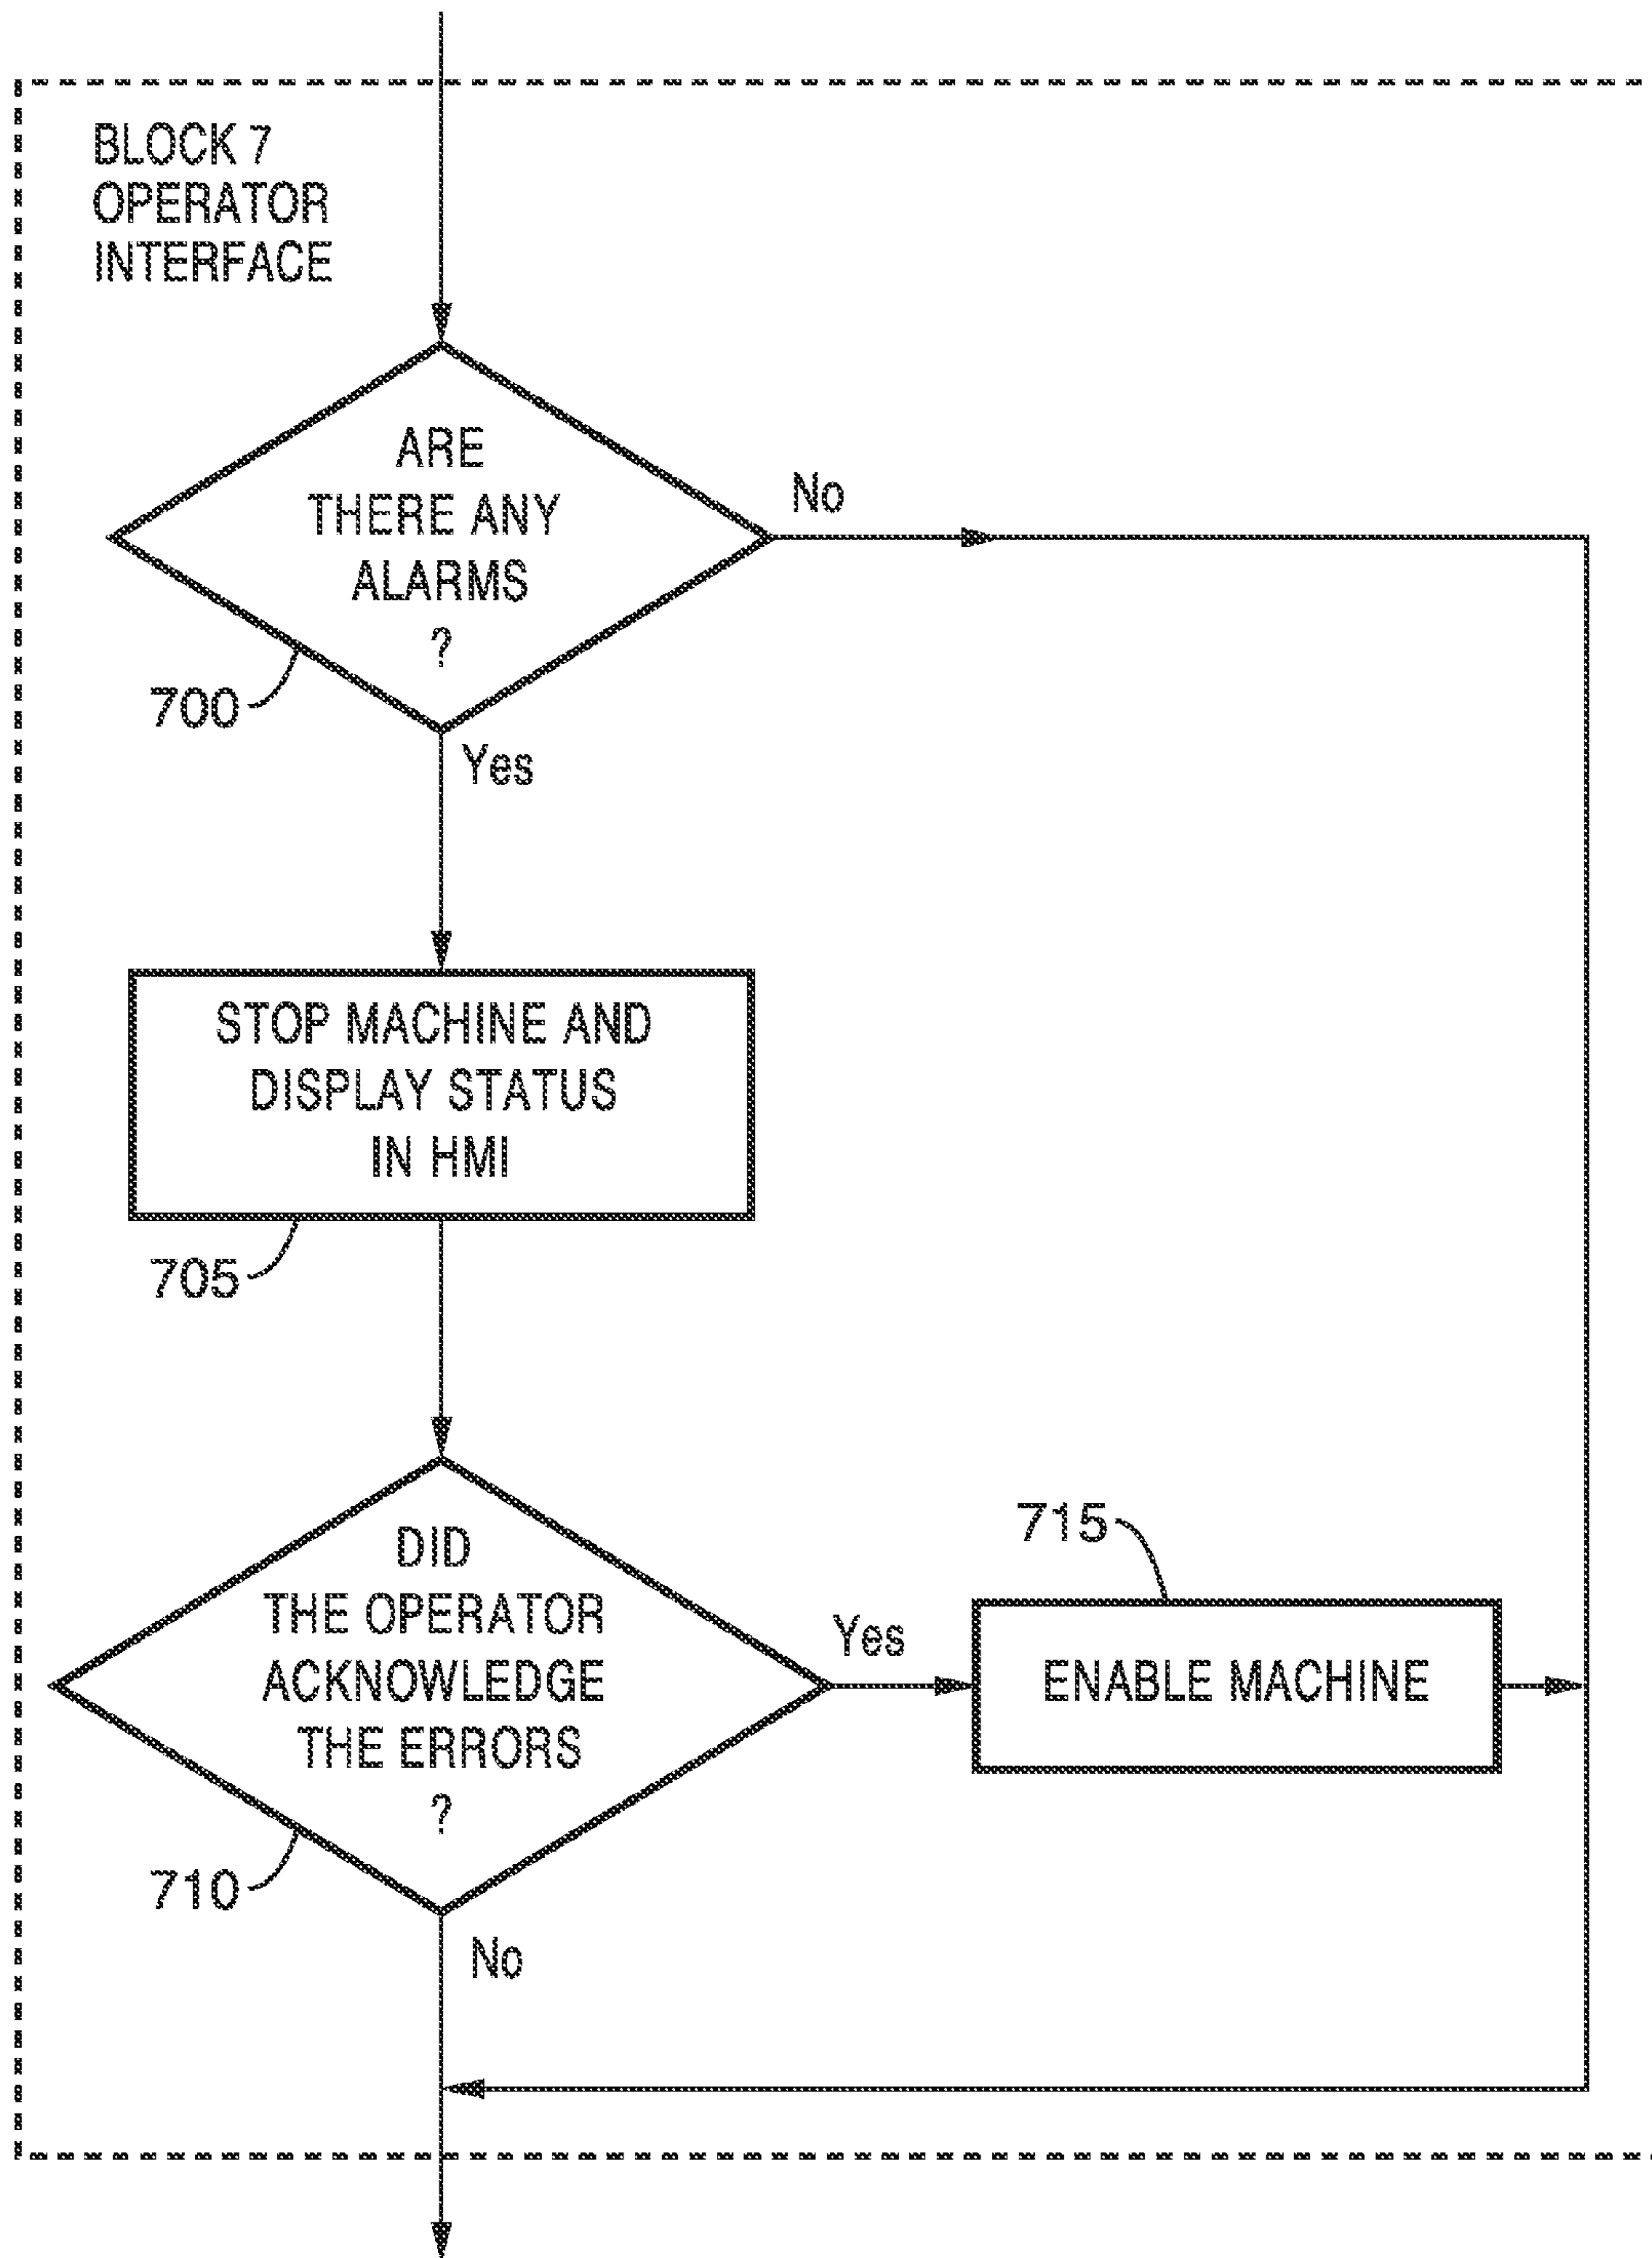 BLOCK 7
OPERATOR
INTERFACE
ARE
THERE ANY
ALARMS
?
No
700
Yes
STOP MACHINE AND
DISPLAY STATUS
IN HMI
705
DID
THE OPERATOR
ACKNOWLEDGE
THE ERRORS
?
Yes
715
ENABLE MACHINE
710
No